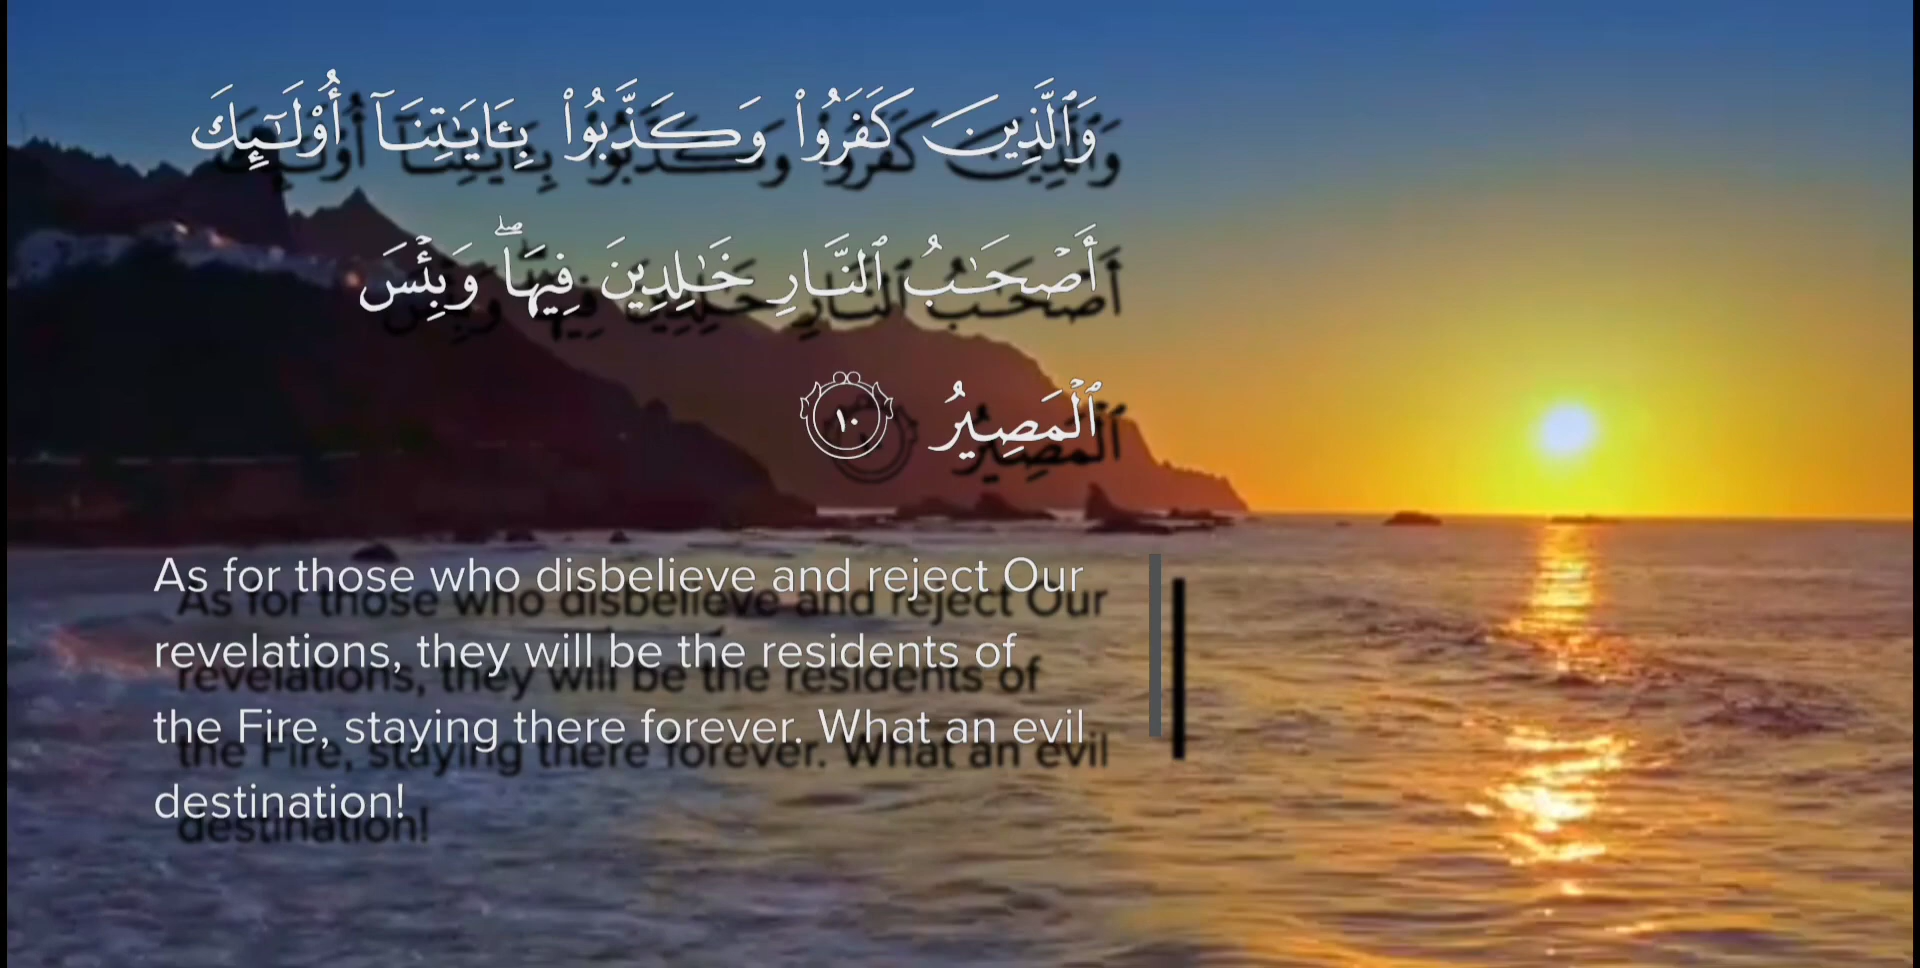 وَٱلَّذِينَ كَفَرُوا۟ وَكَذَّبُوا۟ بِـَٔايَـٰتِنَآ أُو۟لَـٰٓئِكَ
أَصْحَـٰبُ ٱلنَّارِ خَـٰلِدِينَ فِيهَا ۖ وَبِئْسَ
ٱلْمَصِيرُ ١٠
As for those who disbelieve and reject Our
revelations, they will be the residents of
the Fire, staying there forever. What an evil
destination!